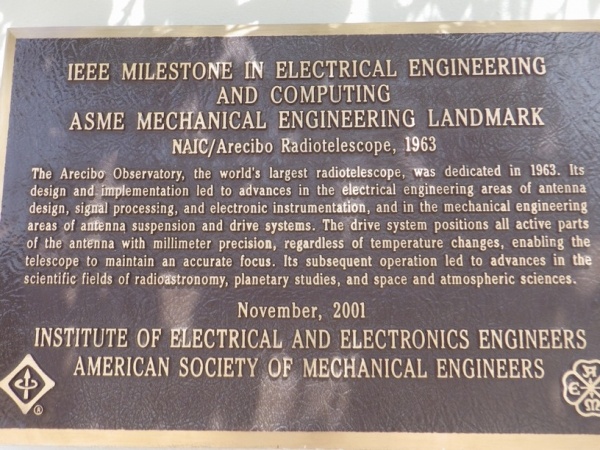 IEEE MILESTONE IN ELECTRICAL ENGINEERING
AND COMPUTING
ASME MECHANICAL ENGINEERING LANDMARK
NAIC/Arecibo Radiotelescope, 1963
The Arecibo Observatory, the world's largest radiotelescope, was dedicated in 1963. Its
design and implementation led to advances in the electrical engineering areas of antenna
design, signal processing, and electronic instrumentation, and in the mechanical engineering
areas of antenna suspension and drive systems. The drive system positions all active parts
of the antenna with millimeter precision, regardless of temperature changes, enabling the
telescope to maintain an accurate focus. Its subsequent operation led to advances in the
scientific fields of radioastronomy, planetary studies, and space and atmospheric sciences.
November, 2001
INSTITUTE OF ELECTRICAL AND ELECTRONICS ENGINEERS
AMERICAN SOCIETY OF MECHANICAL ENGINEERS
®
A
S
E
M